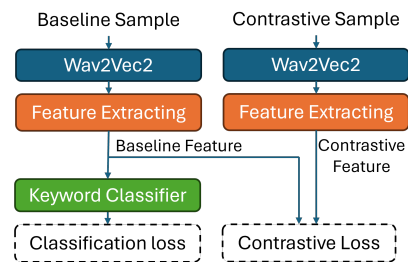 Baseline Sample
Contrastive Sample
Wav2Vec2
Wav2Vec2
Feature Extracting
Feature Extracting
Baseline Feature
Contrastive
Feature
Keyword Classifier
Classification loss
Contrastive Loss